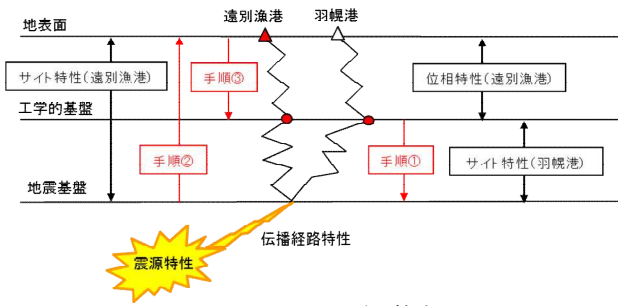 遠別漁港 羽幌港
地表面
サイト特性(遠別漁港)
手順③
位相特性(遠別漁港)
工学的基盤
手順②
手順①
サイト特性(羽幌港)
地震基盤
伝播経路特性
震源特性